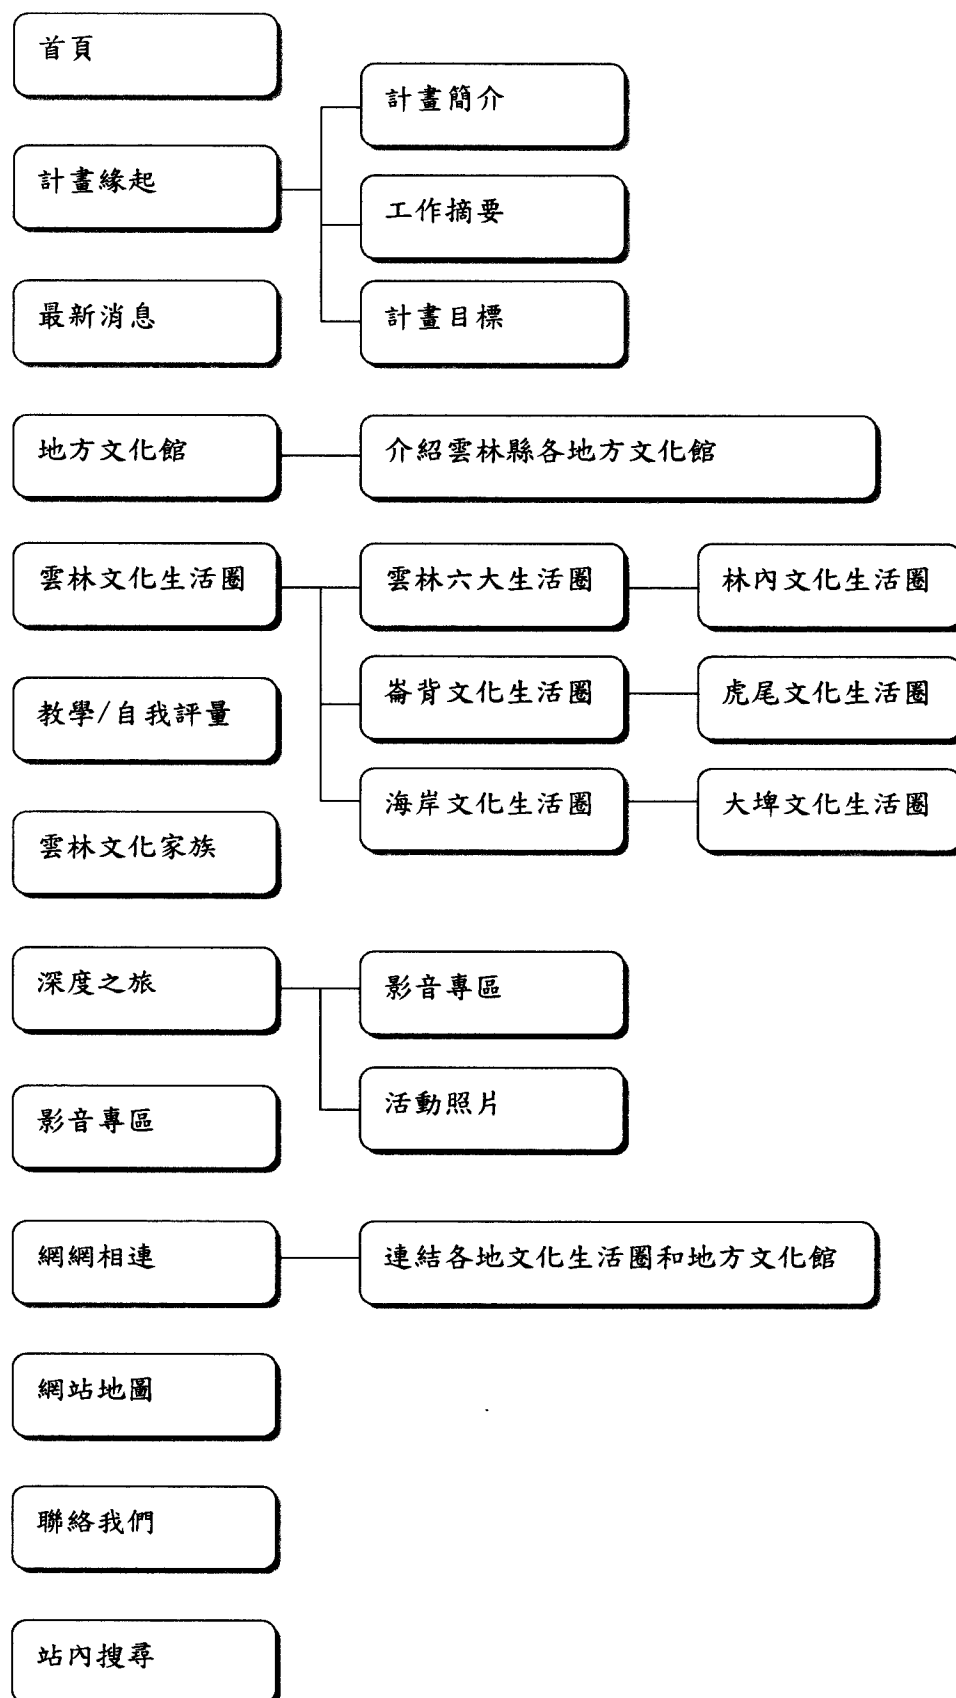 首頁
計畫緣起
計畫簡介
工作摘要
計畫目標
最新消息
地方文化館
介紹雲林縣各地方文化館
雲林文化生活圈
雲林六大生活圈
林內文化生活圈
崙背文化生活圈
虎尾文化生活圈
海岸文化生活圈
大埤文化生活圈
教學/自我評量
雲林文化家族
深度之旅
影音專區
活動照片
影音專區
網網相連
連結各地文化生活圈和地方文化館
網站地圖
聯絡我們
站內搜尋